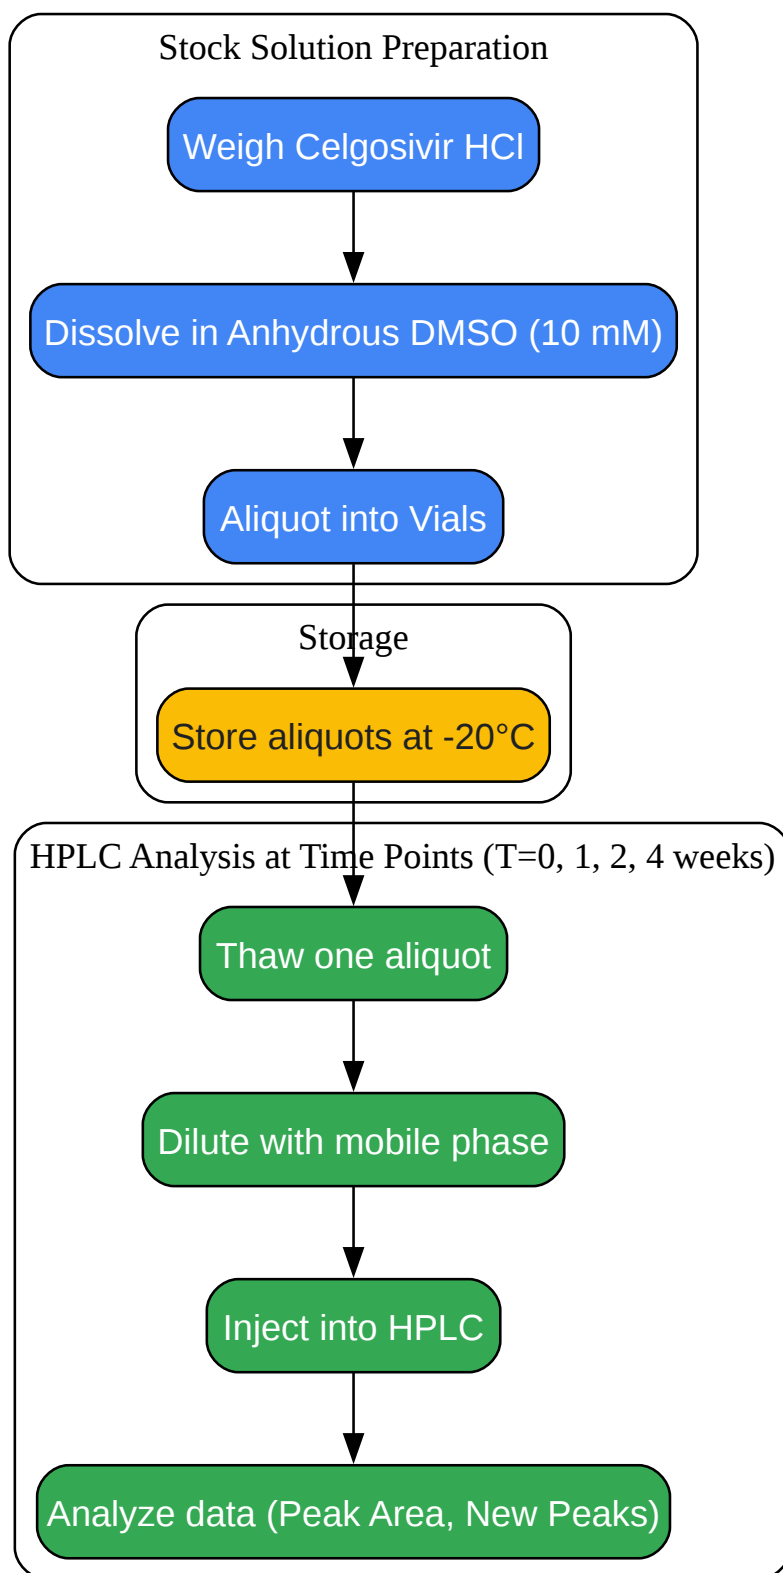 Stock Solution Preparation
Weigh Celgosivir HCl
Dissolve in Anhydrous DMSO (10 mM)
Aliquot into Vials
Storage
Store aliquots at -20°C
HPLC Analysis at Time Points (T=0, 1, 2, 4 weeks)
Thaw one aliquot
Dilute with mobile phase
Inject into HPLC
Analyze data (Peak Area, New Peaks)